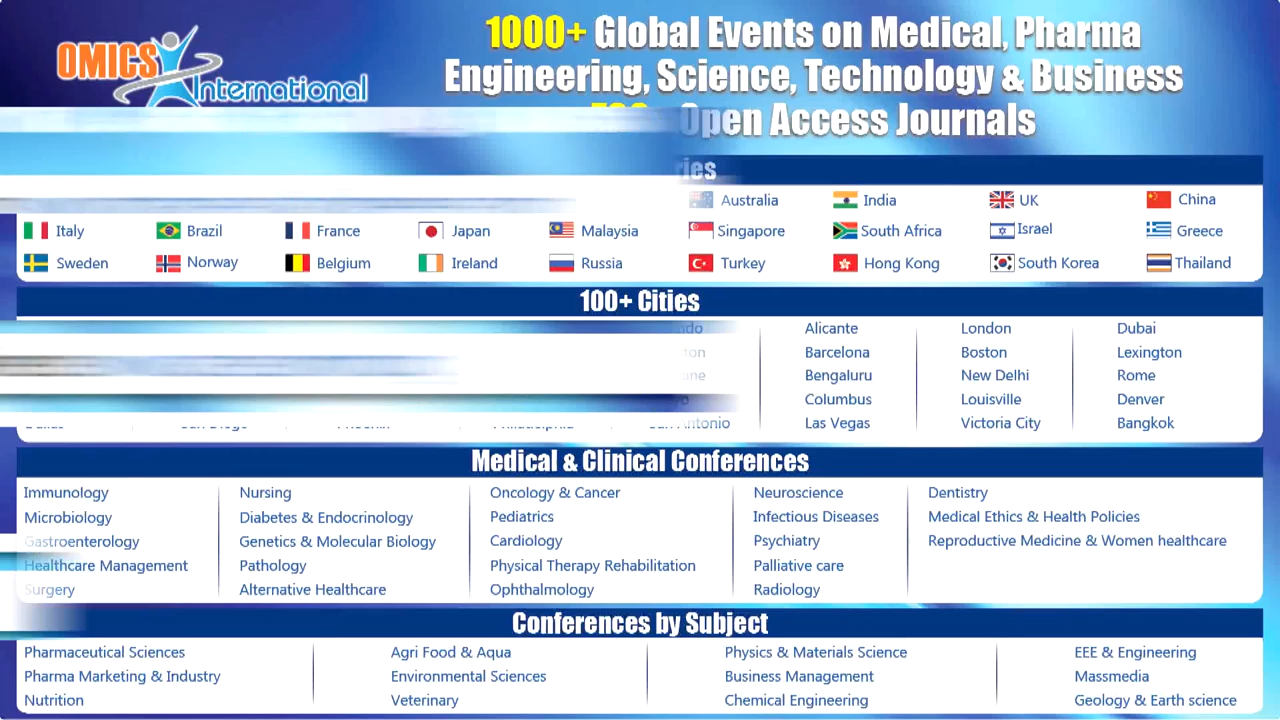 OMICS International
1000+ Global Events on Medical, Pharma
Engineering, Science, Technology & Business
Open Access Journals
Australia India UK China
Italy Brazil France Japan Malaysia Singapore South Africa Israel Greece
Sweden Norway Belgium Ireland Russia Turkey Hong Kong South Korea Thailand
100+ Cities
Alicante London Dubai
Barcelona Boston Lexington
Bengaluru New Delhi Rome
Columbus Louisville Denver
Philadelphia San Antonio Las Vegas Victoria City Bangkok
Medical & Clinical Conferences
Immunology Nursing Oncology & Cancer Neuroscience Dentistry
Microbiology Diabetes & Endocrinology Pediatrics Infectious Diseases Medical Ethics & Health Policies
Gastroenterology Genetics & Molecular Biology Cardiology Psychiatry Reproductive Medicine & Women healthcare
Healthcare Management Pathology Physical Therapy Rehabilitation Palliative care
Surgery Alternative Healthcare Ophthalmology Radiology
Conferences by Subject
Pharmaceutical Sciences Agri Food & Aqua Physics & Materials Science EEE & Engineering
Pharma Marketing & Industry Environmental Sciences Business Management Massmedia
Nutrition Veterinary Chemical Engineering Geology & Earth science